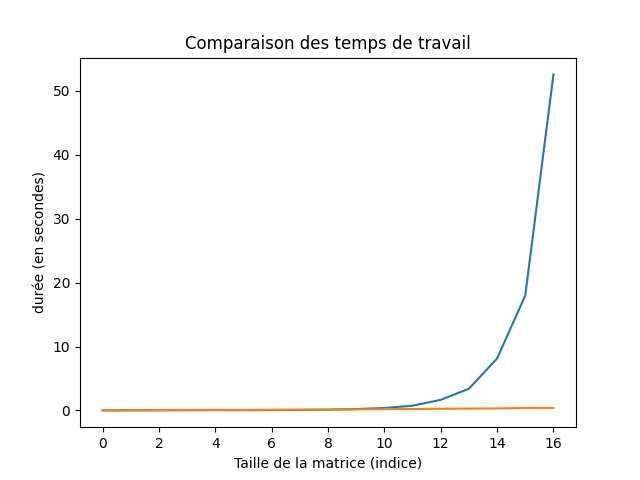 Comparaison des temps de travail
50
40
30
20
10
0
durée (en secondes)
0 2 4 6 8 10 12 14 16
Taille de la matrice (indice)